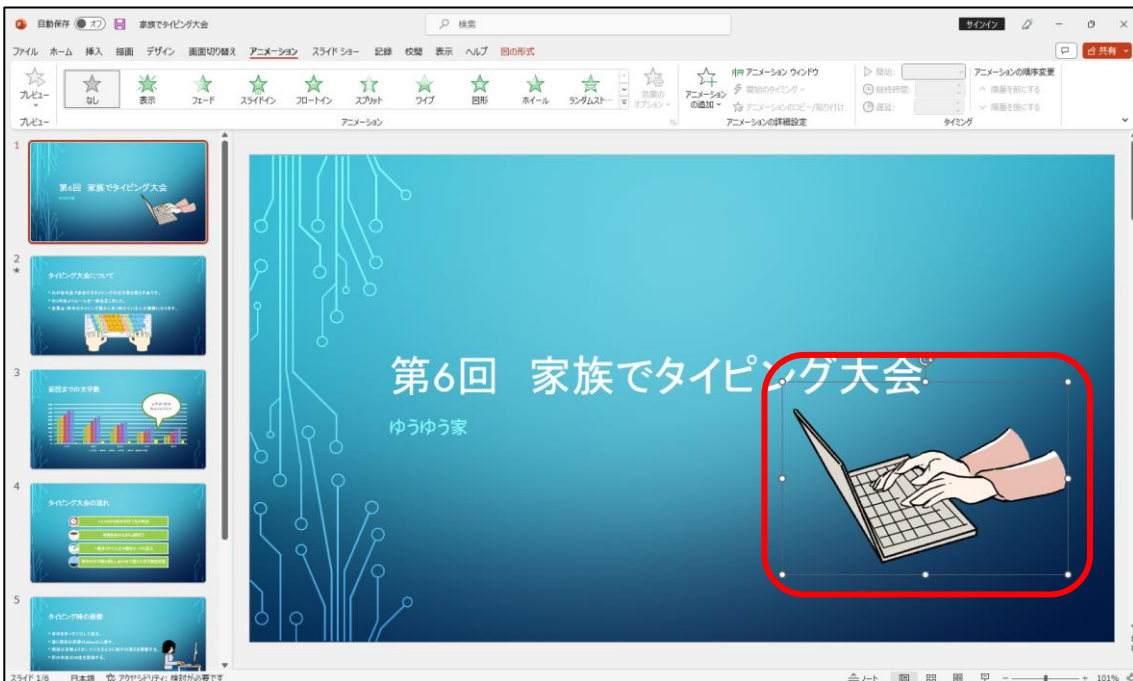 自動保存 オフ 家族でタイピング大会 検索 サインイン
ファイル ホーム 挿入 描画 デザイン 画面切り替え アニメーション スライド ショー 記録 校閲 表示 ヘルプ 図の形式 共有
プレビュー なし 表示 フェード スライドイン フロートイン スプリット ワイプ 図形 ホイール ランダムスト… 効果のオプション アニメーションの追加
アニメーション ウィンドウ
開始のタイミング
アニメーションのコピー/貼り付け
開始:
継続時間:
遅延:
アニメーションの順序変更
順番を前にする
順番を後にする
プレビュー アニメーション アニメーションの詳細設定 タイミング
1
第6回 家族でタイピング大会
2
タイピング大会について
3
前回までの文字数
4
タイピング大会の流れ
5
タイピング時の姿勢
第6回 家族でタイピング大会
ゆうゆう家
スライド 1/6 日本語 アクセシビリティ: 検討が必要です ノート 101%